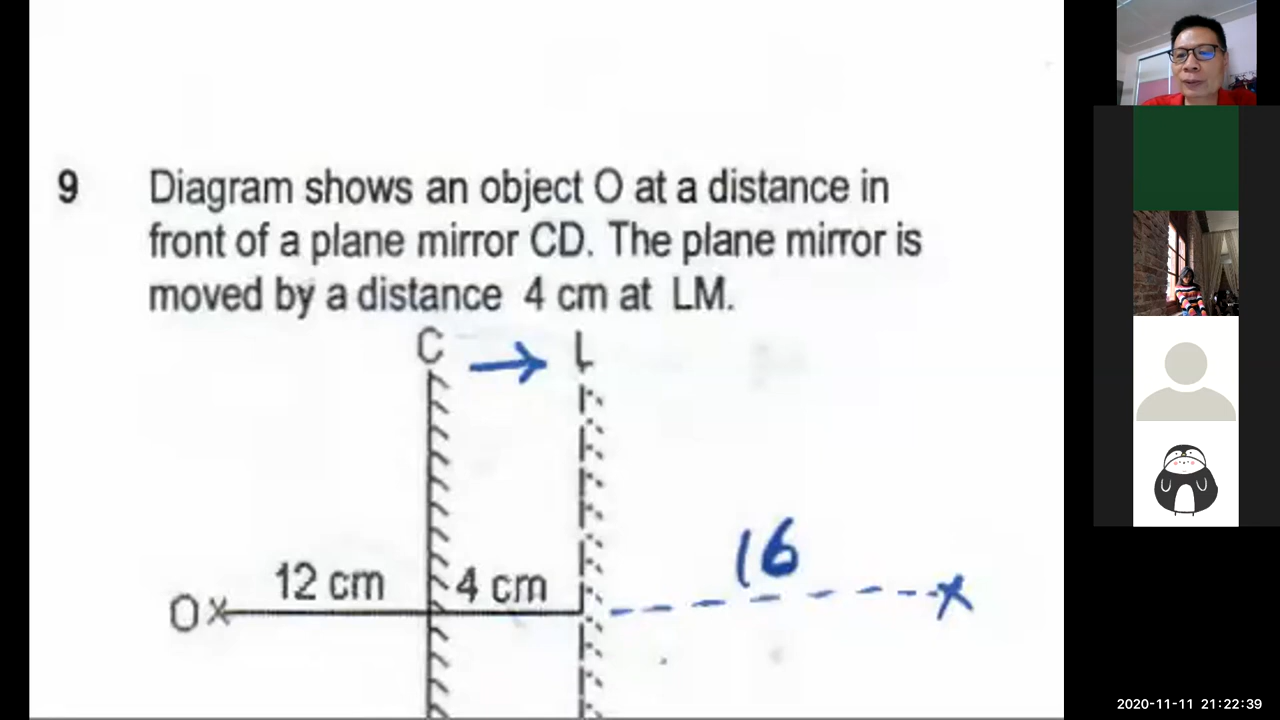 9 Diagram shows an object O at a distance in
front of a plane mirror CD. The plane mirror is
moved by a distance 4 cm at LM.
C L
16
12 cm 4 cm
O
2020-11-11 21:22:39